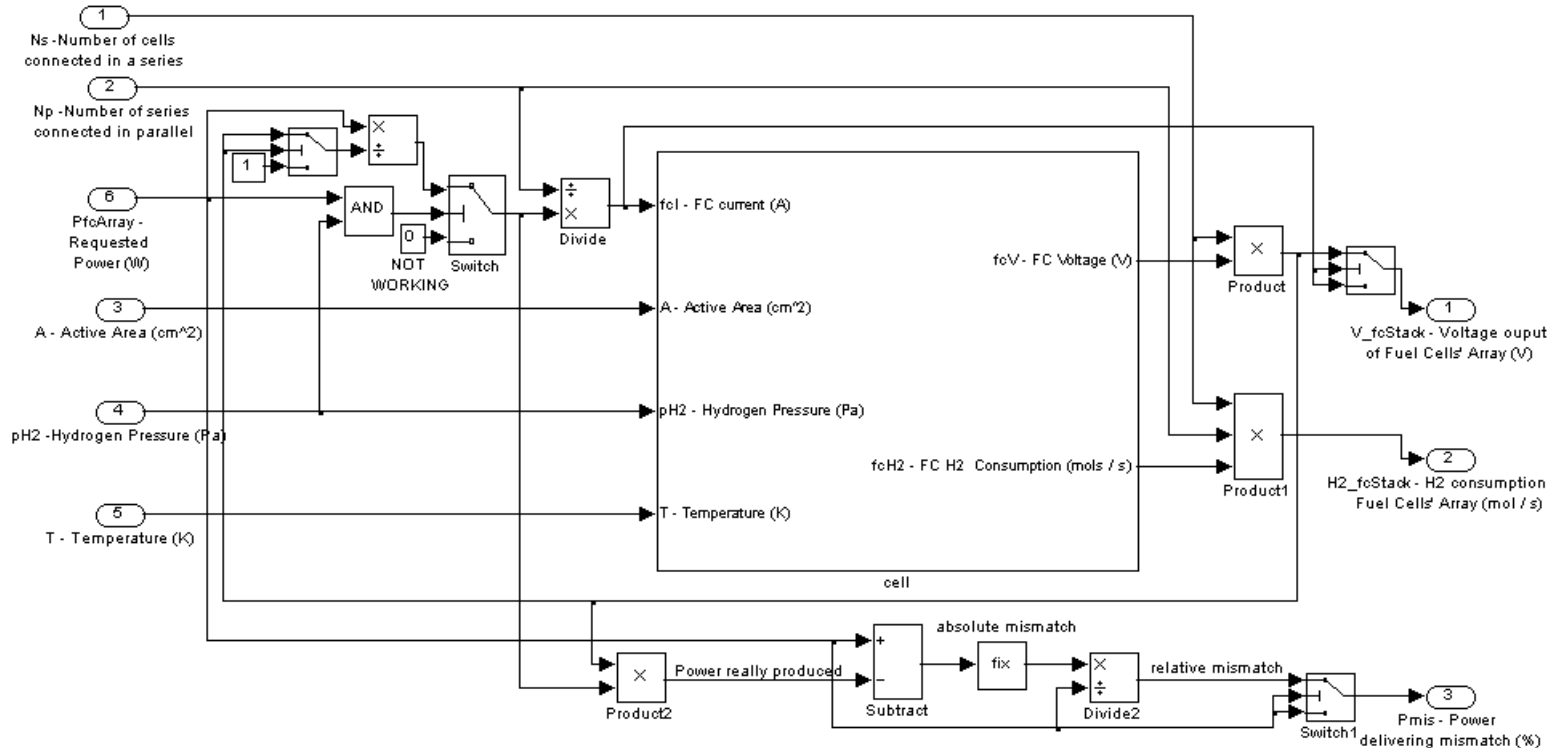 1
Ns -Number of cells
connected in a series
2
Np -Number of series
connected in parallel
×
÷
1
6
PfcArray -
Requested
Power (W)
AND
0
NOT
WORKING
Switch
÷
×
Divide
3
A - Active Area (cm^2)
4
pH2 -Hydrogen Pressure (Pa)
5
T - Temperature (K)
fcI - FC current (A)
fcV - FC Voltage (V)
A - Active Area (cm^2)
pH2 - Hydrogen Pressure (Pa)
fcH2 - FC H2 Consumption (mols / s)
T - Temperature (K)
cell
×
Product
1
V_fcStack - Voltage ouput
of Fuel Cells' Array (V)
×
Product1
2
H2_fcStack - H2 consumption
Fuel Cells' Array (mol / s)
×
Product2
Power really produced
+
−
Subtract
absolute mismatch
fix
×
÷
Divide2
relative mismatch
Switch1
3
Pmis - Power
delivering mismatch (%)